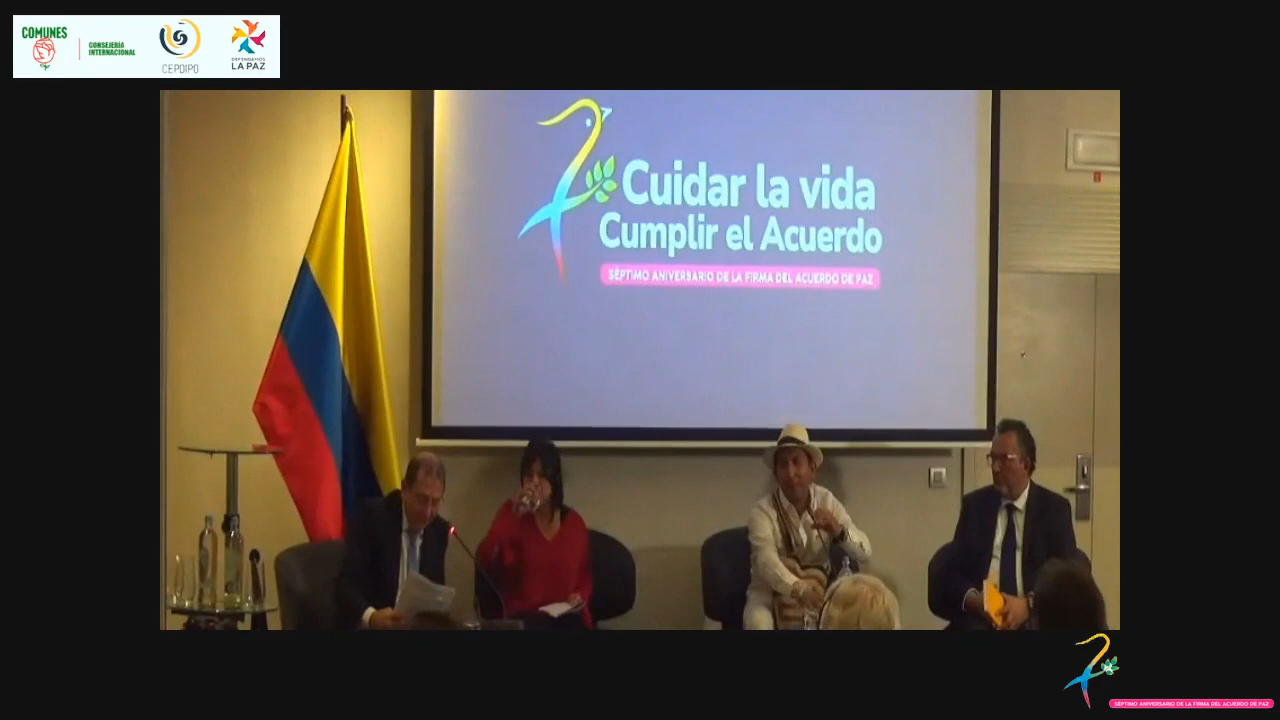 COMUNES
CONSEJERÍA
INTERNACIONAL
CEPDIPO
DEFENDAMOS
LA PAZ
Cuidar la vida
Cumplir el Acuerdo
SÉPTIMO ANIVERSARIO DE LA FIRMA DEL ACUERDO DE PAZ
SÉPTIMO ANIVERSARIO DE LA FIRMA DEL ACUERDO DE PAZ